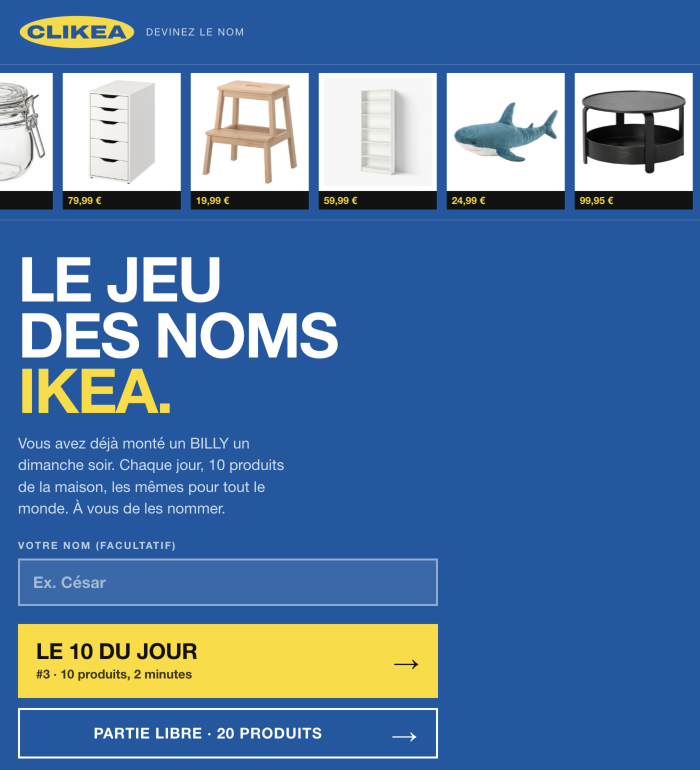 CLIKEA
DEVINEZ LE NOM
79,99 €
19,99 €
59,99 €
24,99 €
99,95 €
LE JEU
DES NOMS
IKEA.
Vous avez déjà monté un BILLY un
dimanche soir. Chaque jour, 10 produits
de la maison, les mêmes pour tout le
monde. À vous de les nommer.
VOTRE NOM (FACULTATIF)
Ex. César
LE 10 DU JOUR
#3 · 10 produits, 2 minutes
→
PARTIE LIBRE · 20 PRODUITS →